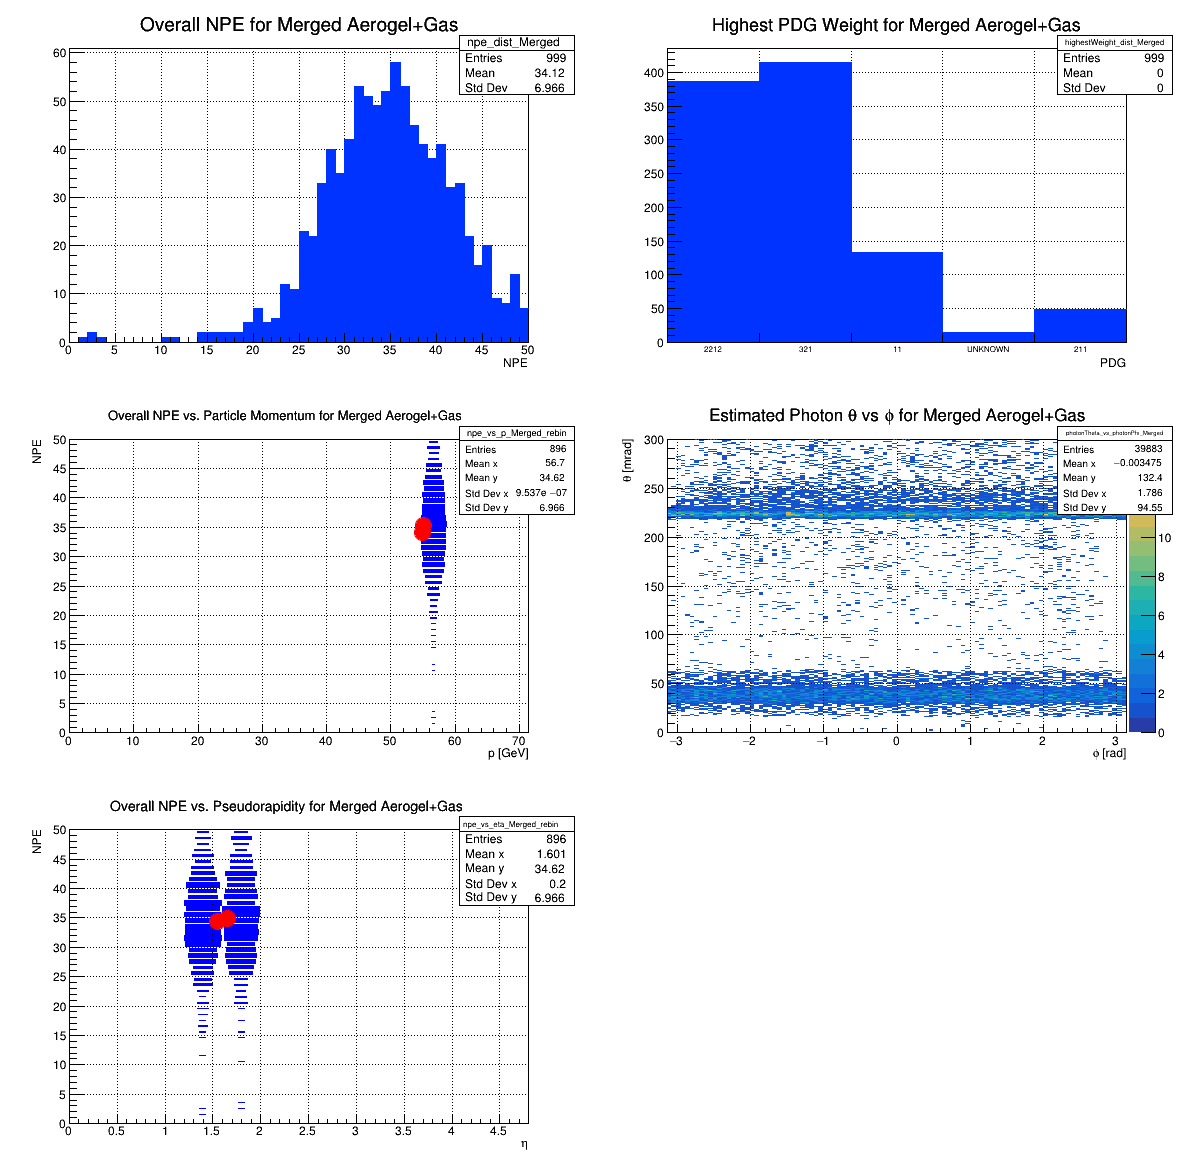 Overall NPE for Merged Aerogel+Gas
npe_dist_Merged
Entries 999
Mean 34.12
Std Dev 6.966
60
50
40
30
20
10
0
0 5 10 15 20 25 30 35 40 45 50
NPE
Highest PDG Weight for Merged Aerogel+Gas
highestWeight_dist_Merged
Entries 999
Mean 0
Std Dev 0
400
350
300
250
200
150
100
50
0
2212 321 11 UNKNOWN 211
PDG
Overall NPE vs. Particle Momentum for Merged Aerogel+Gas
npe_vs_p_Merged_rebin
Entries 896
Mean x 56.7
Mean y 34.62
Std Dev x 9.537e −07
Std Dev y 6.966
NPE
50
45
40
35
30
25
20
15
10
5
0
0 10 20 30 40 50 60 70
p [GeV]
Estimated Photon θ vs ϕ for Merged Aerogel+Gas
photonTheta_vs_photonPhi_Merged
Entries 39883
Mean x −0.003475
Mean y 132.4
Std Dev x 1.786
Std Dev y 94.55
θ [mrad]
300
250
200
150
100
50
0
−3 −2 −1 0 1 2 3
ϕ [rad]
10
8
6
4
2
0
Overall NPE vs. Pseudorapidity for Merged Aerogel+Gas
npe_vs_eta_Merged_rebin
Entries 896
Mean x 1.601
Mean y 34.62
Std Dev x 0.2
Std Dev y 6.966
NPE
50
45
40
35
30
25
20
15
10
5
0
0 0.5 1 1.5 2 2.5 3 3.5 4 4.5
η